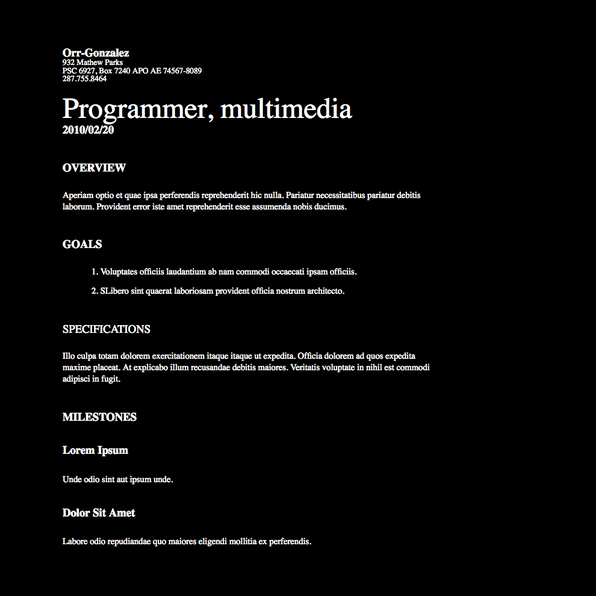 Orr-Gonzalez
932 Mathew Parks
PSC 6927, Box 7240 APO AE 74567-8089
287.755.8464
Programmer, multimedia
2010/02/20
OVERVIEW
Aperiam optio et quae ipsa perferendis reprehenderit hic nulla. Pariatur necessitatibus pariatur debitis
laborum. Provident error iste amet reprehenderit esse assumenda nobis ducimus.
GOALS
1. Voluptates officiis laudantium ab nam commodi occaecati ipsam officiis.
2. SLibero sint quaerat laboriosam provident officia nostrum architecto.
SPECIFICATIONS
Illo culpa totam dolorem exercitationem itaque itaque ut expedita. Officia dolorem ad quos expedita
maxime placeat. At explicabo illum recusandae debitis maiores. Veritatis voluptate in nihil est commodi
adipisci in fugit.
MILESTONES
Lorem Ipsum
Unde odio sint aut ipsum unde.
Dolor Sit Amet
Labore odio repudiandae quo maiores eligendi mollitia ex perferendis.